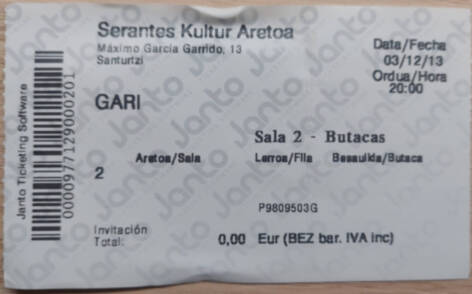 Serantes Kultur Aretoa
Máximo García Garrido, 13
Santurtzi
Data/Fecha
03/12/13
Ordua/Hora
20:00
GARI
Sala 2 - Butacas
Aretoa/Sala Lerroa/Fila Besaulkia/Butaca
2
P9809503G
Invitación
Total: 0,00 Eur (BEZ bar. IVA inc)
Janto Ticketing Software
0000977129000201
Janto